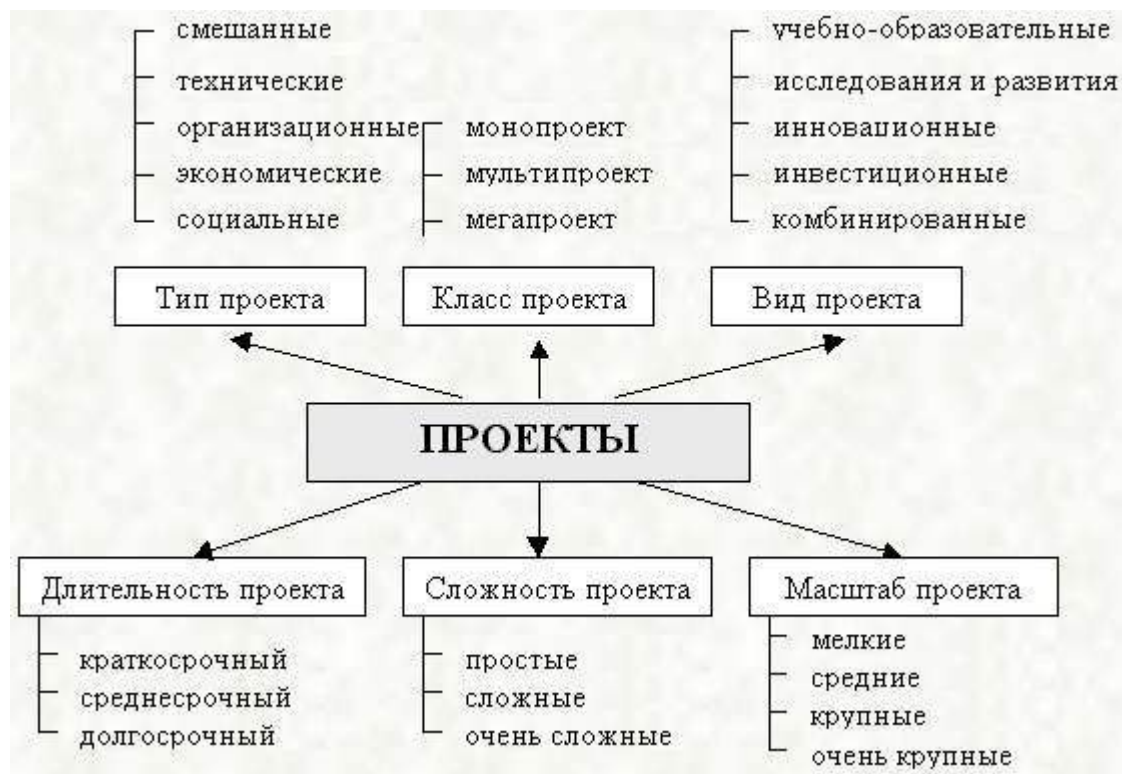 смешанные
технические
организационные
экономические
социальные
монопроект
мультипроект
мегапроект
учебно-образовательные
исследования и развития
инновационные
инвестиционные
комбинированные
Тип проекта
Класс проекта
Вид проекта
ПРОЕКТЫ
Длительность проекта
Сложность проекта
Масштаб проекта
краткосрочный
среднесрочный
долгосрочный
простые
сложные
очень сложные
мелкие
средние
крупные
очень крупные